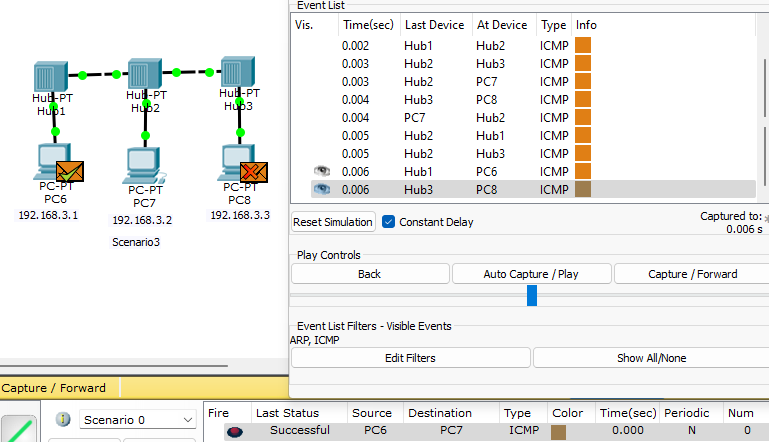 Event List
Vis. Time(sec) Last Device At Device Type Info
0.002 Hub1 Hub2 ICMP
0.003 Hub2 Hub3 ICMP
0.003 Hub2 PC7 ICMP
0.004 Hub3 PC8 ICMP
0.004 PC7 Hub2 ICMP
0.005 Hub2 Hub1 ICMP
0.005 Hub2 Hub3 ICMP
0.006 Hub1 PC6 ICMP
0.006 Hub3 PC8 ICMP
Hub-PT
Hub1
Hub-PT
Hub2
Hub-PT
Hub3
PC-PT
PC6
192.168.3.1
PC-PT
PC7
192.168.3.2
PC-PT
PC8
192.168.3.3
Scenario3
Reset Simulation Constant Delay Captured to:
0.006 s
Play Controls
Back Auto Capture / Play Capture / Forward
Event List Filters - Visible Events
ARP, ICMP
Edit Filters Show All/None
Capture / Forward
Scenario 0
Fire Last Status Source Destination Type Color Time(sec) Periodic Num
Successful PC6 PC7 ICMP 0.000 N 0